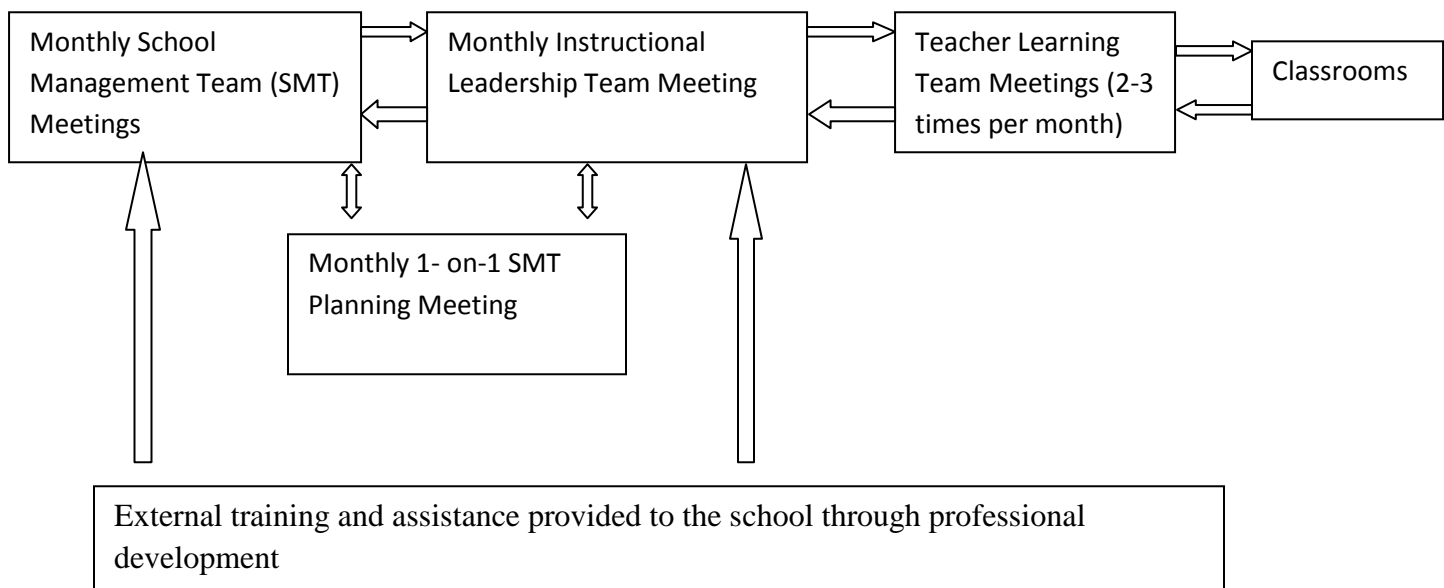 Monthly School
Management Team (SMT)
Meetings
Monthly Instructional
Leadership Team Meeting
Teacher Learning
Team Meetings (2-3
times per month)
Classrooms
Monthly 1- on-1 SMT
Planning Meeting
External training and assistance provided to the school through professional
development